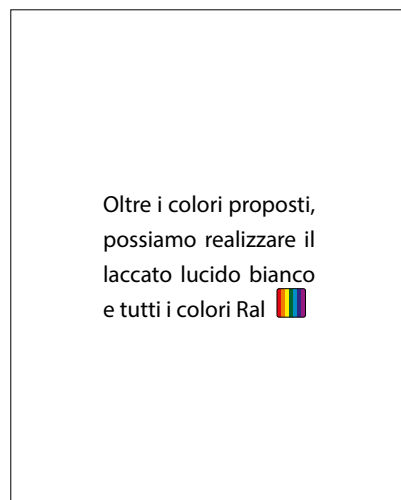 Oltre i colori proposti,
possiamo realizzare il
laccato lucido bianco
e tutti i colori Ral